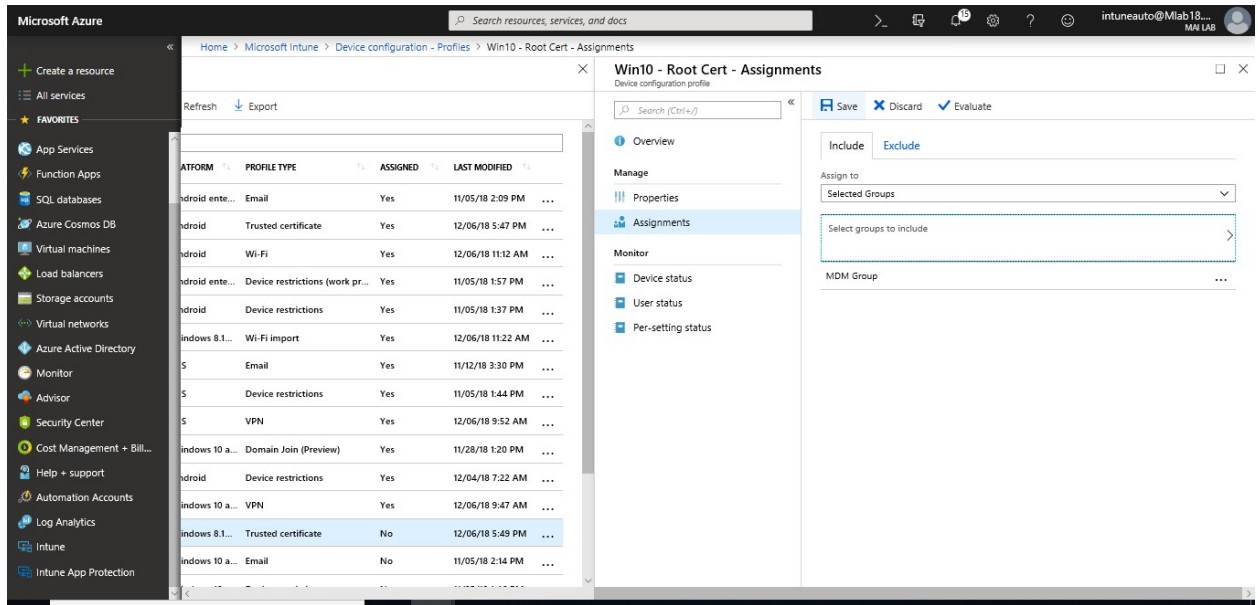 Microsoft Azure
Search resources, services, and docs
15
intuneauto@Mlab18....
MAI LAB
Home > Microsoft Intune > Device configuration - Profiles > Win10 - Root Cert - Assignments
Create a resource
All services
FAVORITES
App Services
Function Apps
SQL databases
Azure Cosmos DB
Virtual machines
Load balancers
Storage accounts
Virtual networks
Azure Active Directory
Monitor
Advisor
Security Center
Cost Management + Bill...
Help + support
Automation Accounts
Log Analytics
Intune
Intune App Protection
Refresh Export
ATFORM PROFILE TYPE ASSIGNED LAST MODIFIED
ndroid ente... Email Yes 11/05/18 2:09 PM ...
ndroid Trusted certificate Yes 12/06/18 5:47 PM ...
ndroid Wi-Fi Yes 12/06/18 11:12 AM ...
ndroid ente... Device restrictions (work pr... Yes 11/05/18 1:57 PM ...
ndroid Device restrictions Yes 11/05/18 1:37 PM ...
indows 8.1... Wi-Fi import Yes 12/06/18 11:22 AM ...
S Email Yes 11/12/18 3:30 PM ...
S Device restrictions Yes 11/05/18 1:44 PM ...
S VPN Yes 12/06/18 9:52 AM ...
indows 10 a... Domain Join (Preview) Yes 11/28/18 1:20 PM ...
ndroid Device restrictions Yes 12/04/18 7:22 AM ...
indows 10 a... VPN Yes 12/06/18 9:47 AM ...
indows 8.1... Trusted certificate No 12/06/18 5:49 PM ...
indows 10 a... Email No 11/05/18 2:14 PM ...
Win10 - Root Cert - Assignments
Device configuration profile
Search (Ctrl+/)
Overview
Manage
Properties
Assignments
Monitor
Device status
User status
Per-setting status
Save Discard Evaluate
Include Exclude
Assign to
Selected Groups
Select groups to include
MDM Group ...